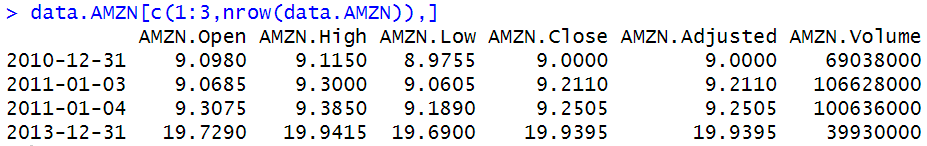 > data.AMZN[c(1:3,nrow(data.AMZN)),]
AMZN.Open AMZN.High AMZN.Low AMZN.Close AMZN.Adjusted AMZN.Volume
2010-12-31 9.0980 9.1150 8.9755 9.0000 9.0000 69038000
2011-01-03 9.0685 9.3000 9.0605 9.2110 9.2110 106628000
2011-01-04 9.3075 9.3850 9.1890 9.2505 9.2505 100636000
2013-12-31 19.7290 19.9415 19.6900 19.9395 19.9395 39930000